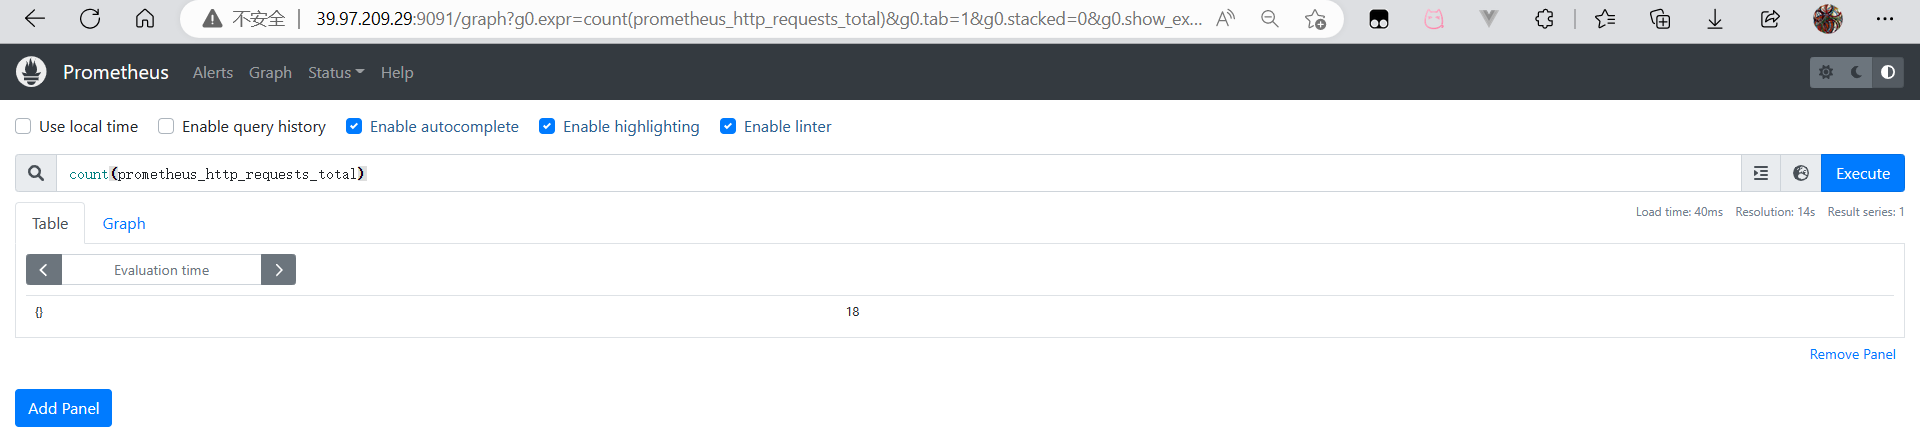 不安全 39.97.209.29:9091/graph?g0.expr=count(prometheus_http_requests_total)&g0.tab=1&g0.stacked=0&g0.show_ex...
Prometheus Alerts Graph Status Help
Use local time Enable query history Enable autocomplete Enable highlighting Enable linter
count(prometheus_http_requests_total) Execute
Table Graph Load time: 40ms Resolution: 14s Result series: 1
Evaluation time
{} 18
Remove Panel
Add Panel